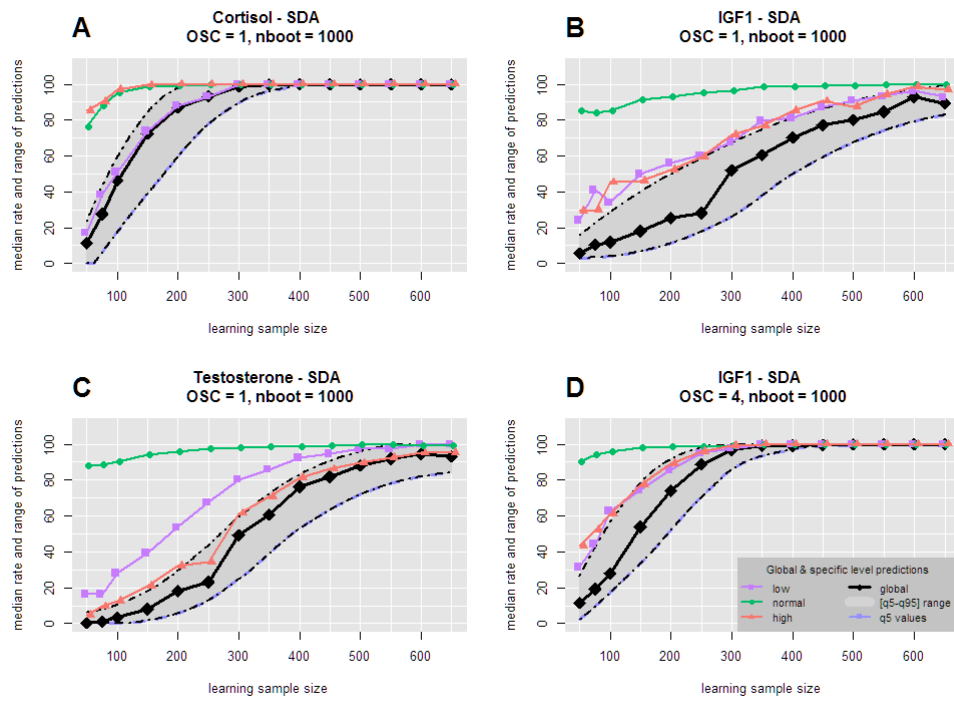 A
Cortisol - SDA
OSC = 1, nboot = 1000
median rate and range of predictions
0 20 40 60 80 100
100 200 300 400 500 600
learning sample size
B
IGF1 - SDA
OSC = 1, nboot = 1000
median rate and range of predictions
0 20 40 60 80 100
100 200 300 400 500 600
learning sample size
C
Testosterone - SDA
OSC = 1, nboot = 1000
median rate and range of predictions
0 20 40 60 80 100
100 200 300 400 500 600
learning sample size
D
IGF1 - SDA
OSC = 4, nboot = 1000
median rate and range of predictions
0 20 40 60 80 100
Global & specific level predictions
low global
normal [q5-q95] range
high q5 values
100 200 300 400 500 600
learning sample size